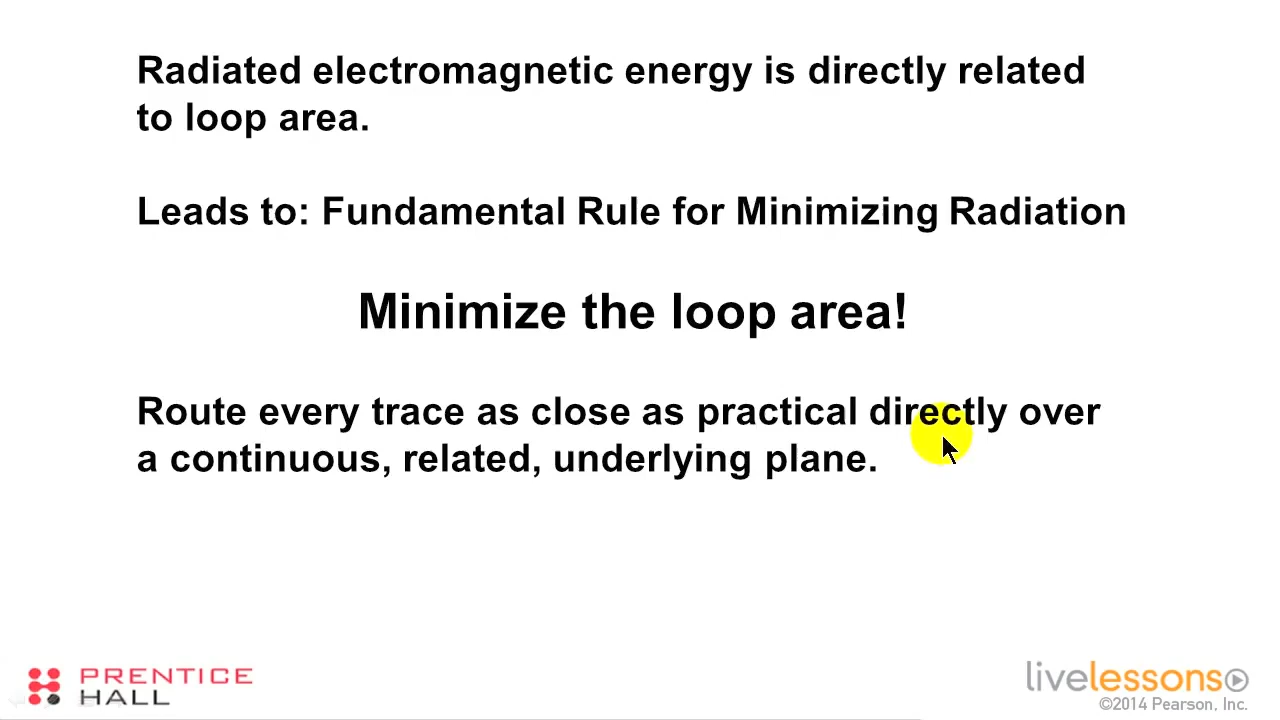 Radiated electromagnetic energy is directly related
to loop area.
Leads to: Fundamental Rule for Minimizing Radiation
Minimize the loop area!
Route every trace as close as practical directly over
a continuous, related, underlying plane.
PRENTICE
HALL
livelessons
©2014 Pearson, Inc.